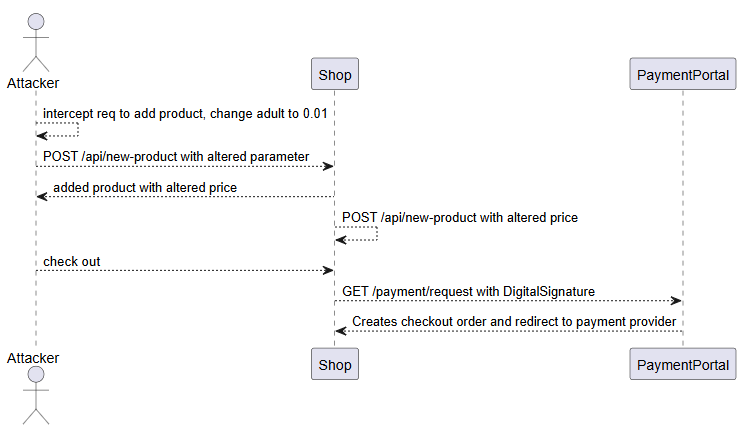 Attacker
Shop
PaymentPortal
intercept req to add product, change adult to 0.01
POST /api/new-product with altered parameter
added product with altered price
POST /api/new-product with altered price
check out
GET /payment/request with DigitalSignature
Creates checkout order and redirect to payment provider
Attacker
Shop
PaymentPortal